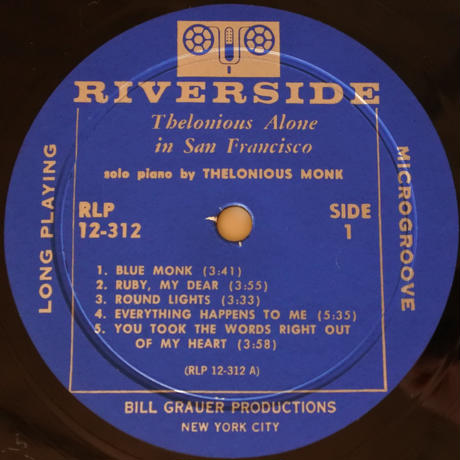 RIVERSIDE
Thelonious Alone
in San Francisco
solo piano by THELONIOUS MONK
LONG PLAYING
MICROGROOVE
RLP
12-312
SIDE
1
1. BLUE MONK (3:41)
2. RUBY, MY DEAR (3:55)
3. ROUND LIGHTS (3:33)
4. EVERYTHING HAPPENS TO ME (5:35)
5. YOU TOOK THE WORDS RIGHT OUT
OF MY HEART (3:58)
(RLP 12-312 A)
BILL GRAUER PRODUCTIONS
NEW YORK CITY